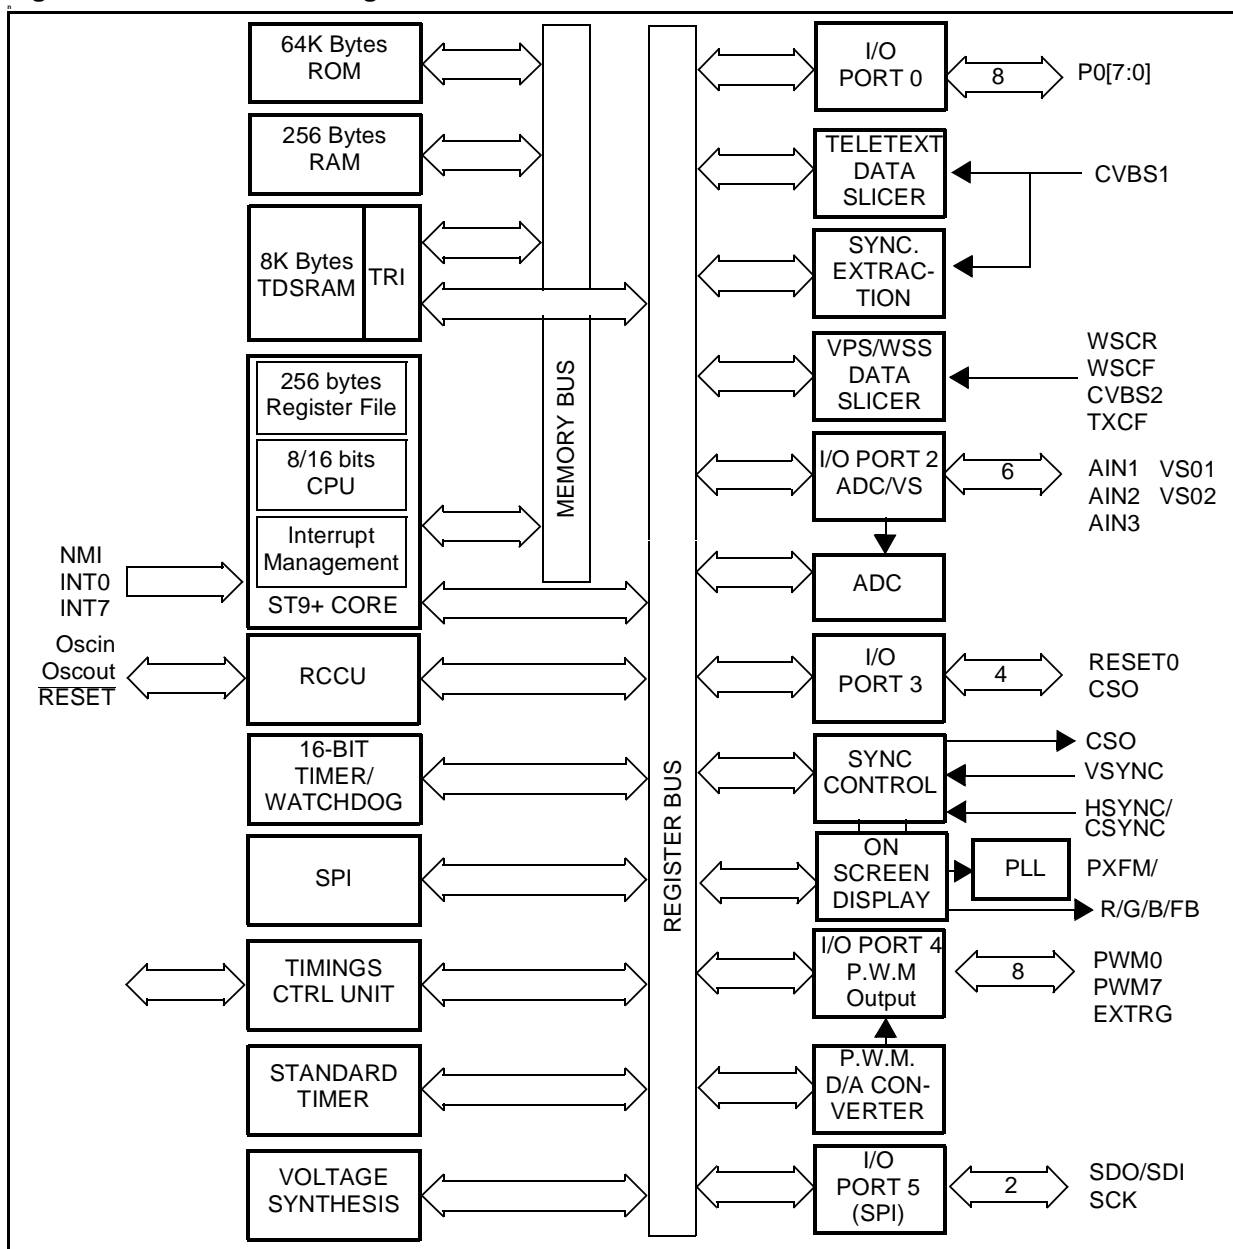 64K Bytes
ROM
256 Bytes
RAM
8K Bytes
TDSRAM
TRI
256 bytes
Register File
8/16 bits
CPU
Interrupt
Management
ST9+ CORE
NMI
INT0
INT7
Oscin
Oscout
RESET
RCCU
16-BIT
TIMER/
WATCHDOG
SPI
TIMINGS
CTRL UNIT
STANDARD
TIMER
VOLTAGE
SYNTHESIS
MEMORY BUS
REGISTER BUS
I/O
PORT 0
8
P0[7:0]
TELETEXT
DATA
SLICER
CVBS1
SYNC.
EXTRAC-
TION
VPS/WSS
DATA
SLICER
WSCR
WSCF
CVBS2
TXCF
I/O PORT 2
ADC/VS
6
AIN1 VS01
AIN2 VS02
AIN3
ADC
I/O
PORT 3
4
RESET0
CSO
SYNC
CONTROL
CSO
VSYNC
HSYNC/
CSYNC
ON
SCREEN
DISPLAY
PLL
PXFM/
R/G/B/FB
I/O PORT 4
P.W.M
Output
8
PWM0
PWM7
EXTRG
P.W.M.
D/A CON-
VERTER
I/O
PORT 5
(SPI)
2
SDO/SDI
SCK